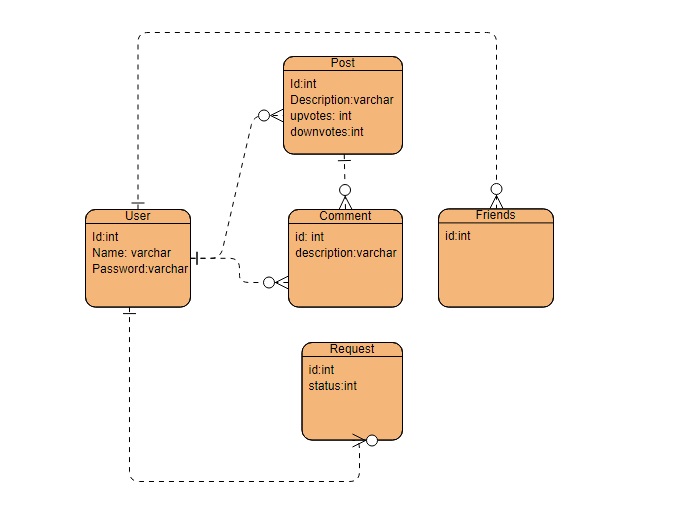 Post
Id:int
Description:varchar
upvotes: int
downvotes:int
User
Id:int
Name: varchar
Password:varchar
Comment
id: int
description:varchar
Friends
id:int
Request
id:int
status:int